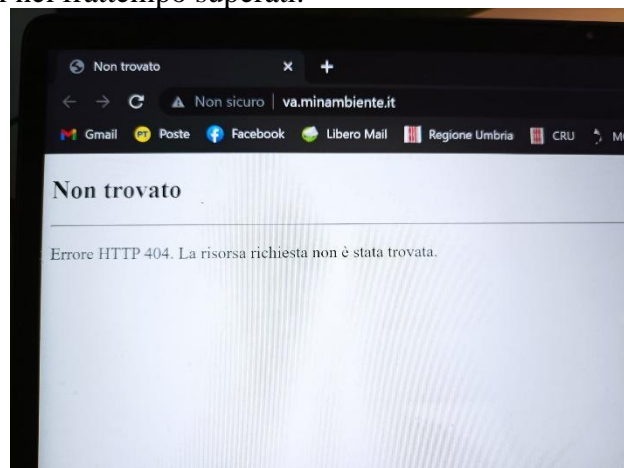 nel frattempo superati.
Non trovato
Non sicuro | va.minambiente.it
Gmail Poste Facebook Libero Mail Regione Umbria CRU
Non trovato
Errore HTTP 404. La risorsa richiesta non è stata trovata.